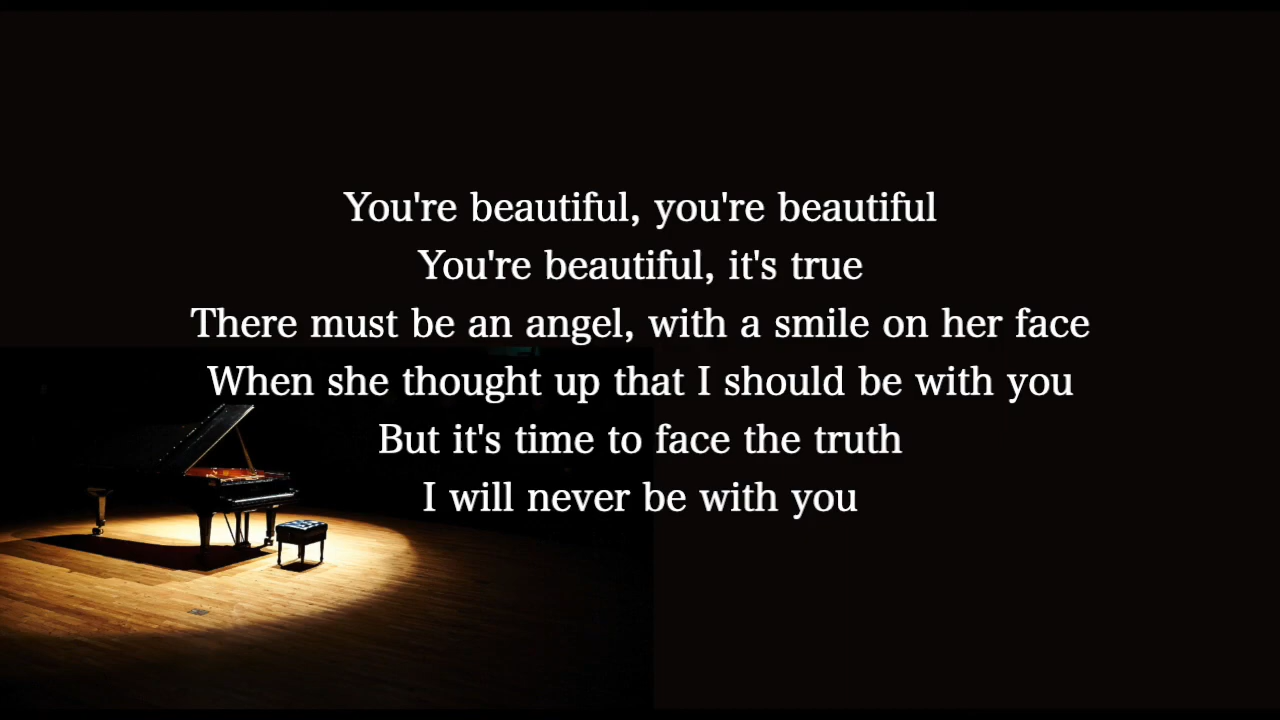 You're beautiful, you're beautiful
You're beautiful, it's true
There must be an angel, with a smile on her face
When she thought up that I should be with you
But it's time to face the truth
I will never be with you